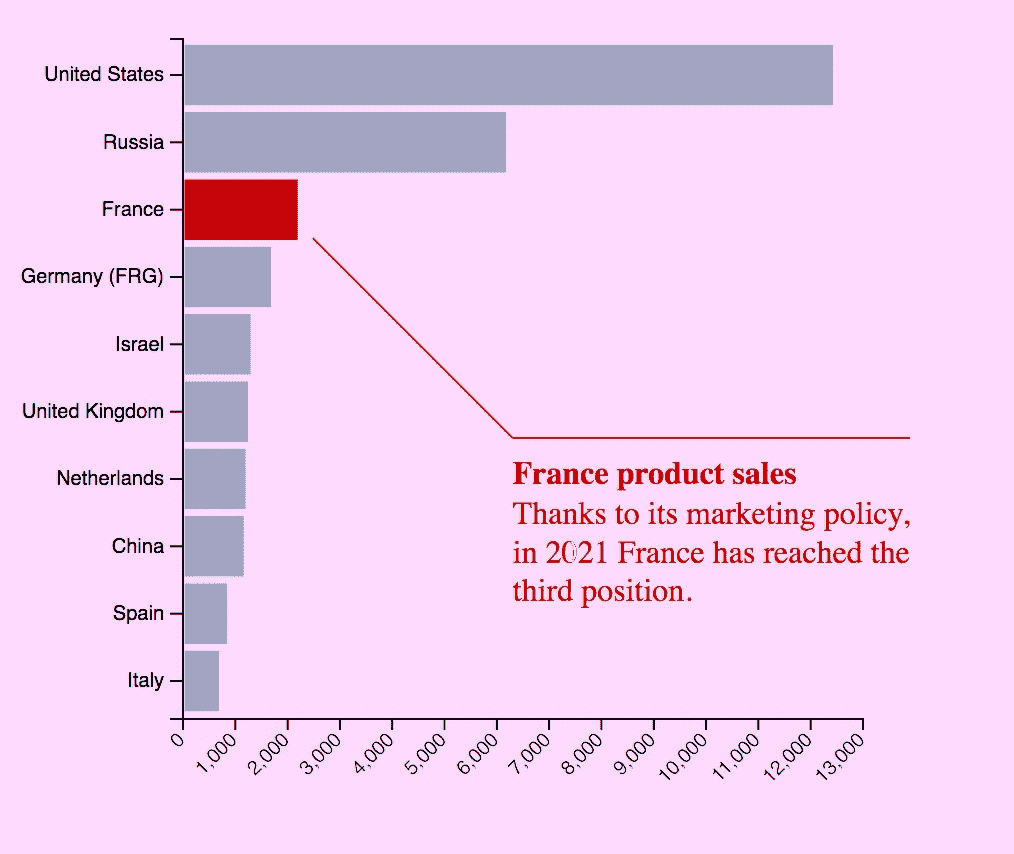 United States
Russia
France
Germany (FRG)
Israel
United Kingdom
Netherlands
China
Spain
Italy
France product sales
Thanks to its marketing policy,
in 2021 France has reached the
third position.
0
1,000
2,000
3,000
4,000
5,000
6,000
7,000
8,000
9,000
10,000
11,000
12,000
13,000